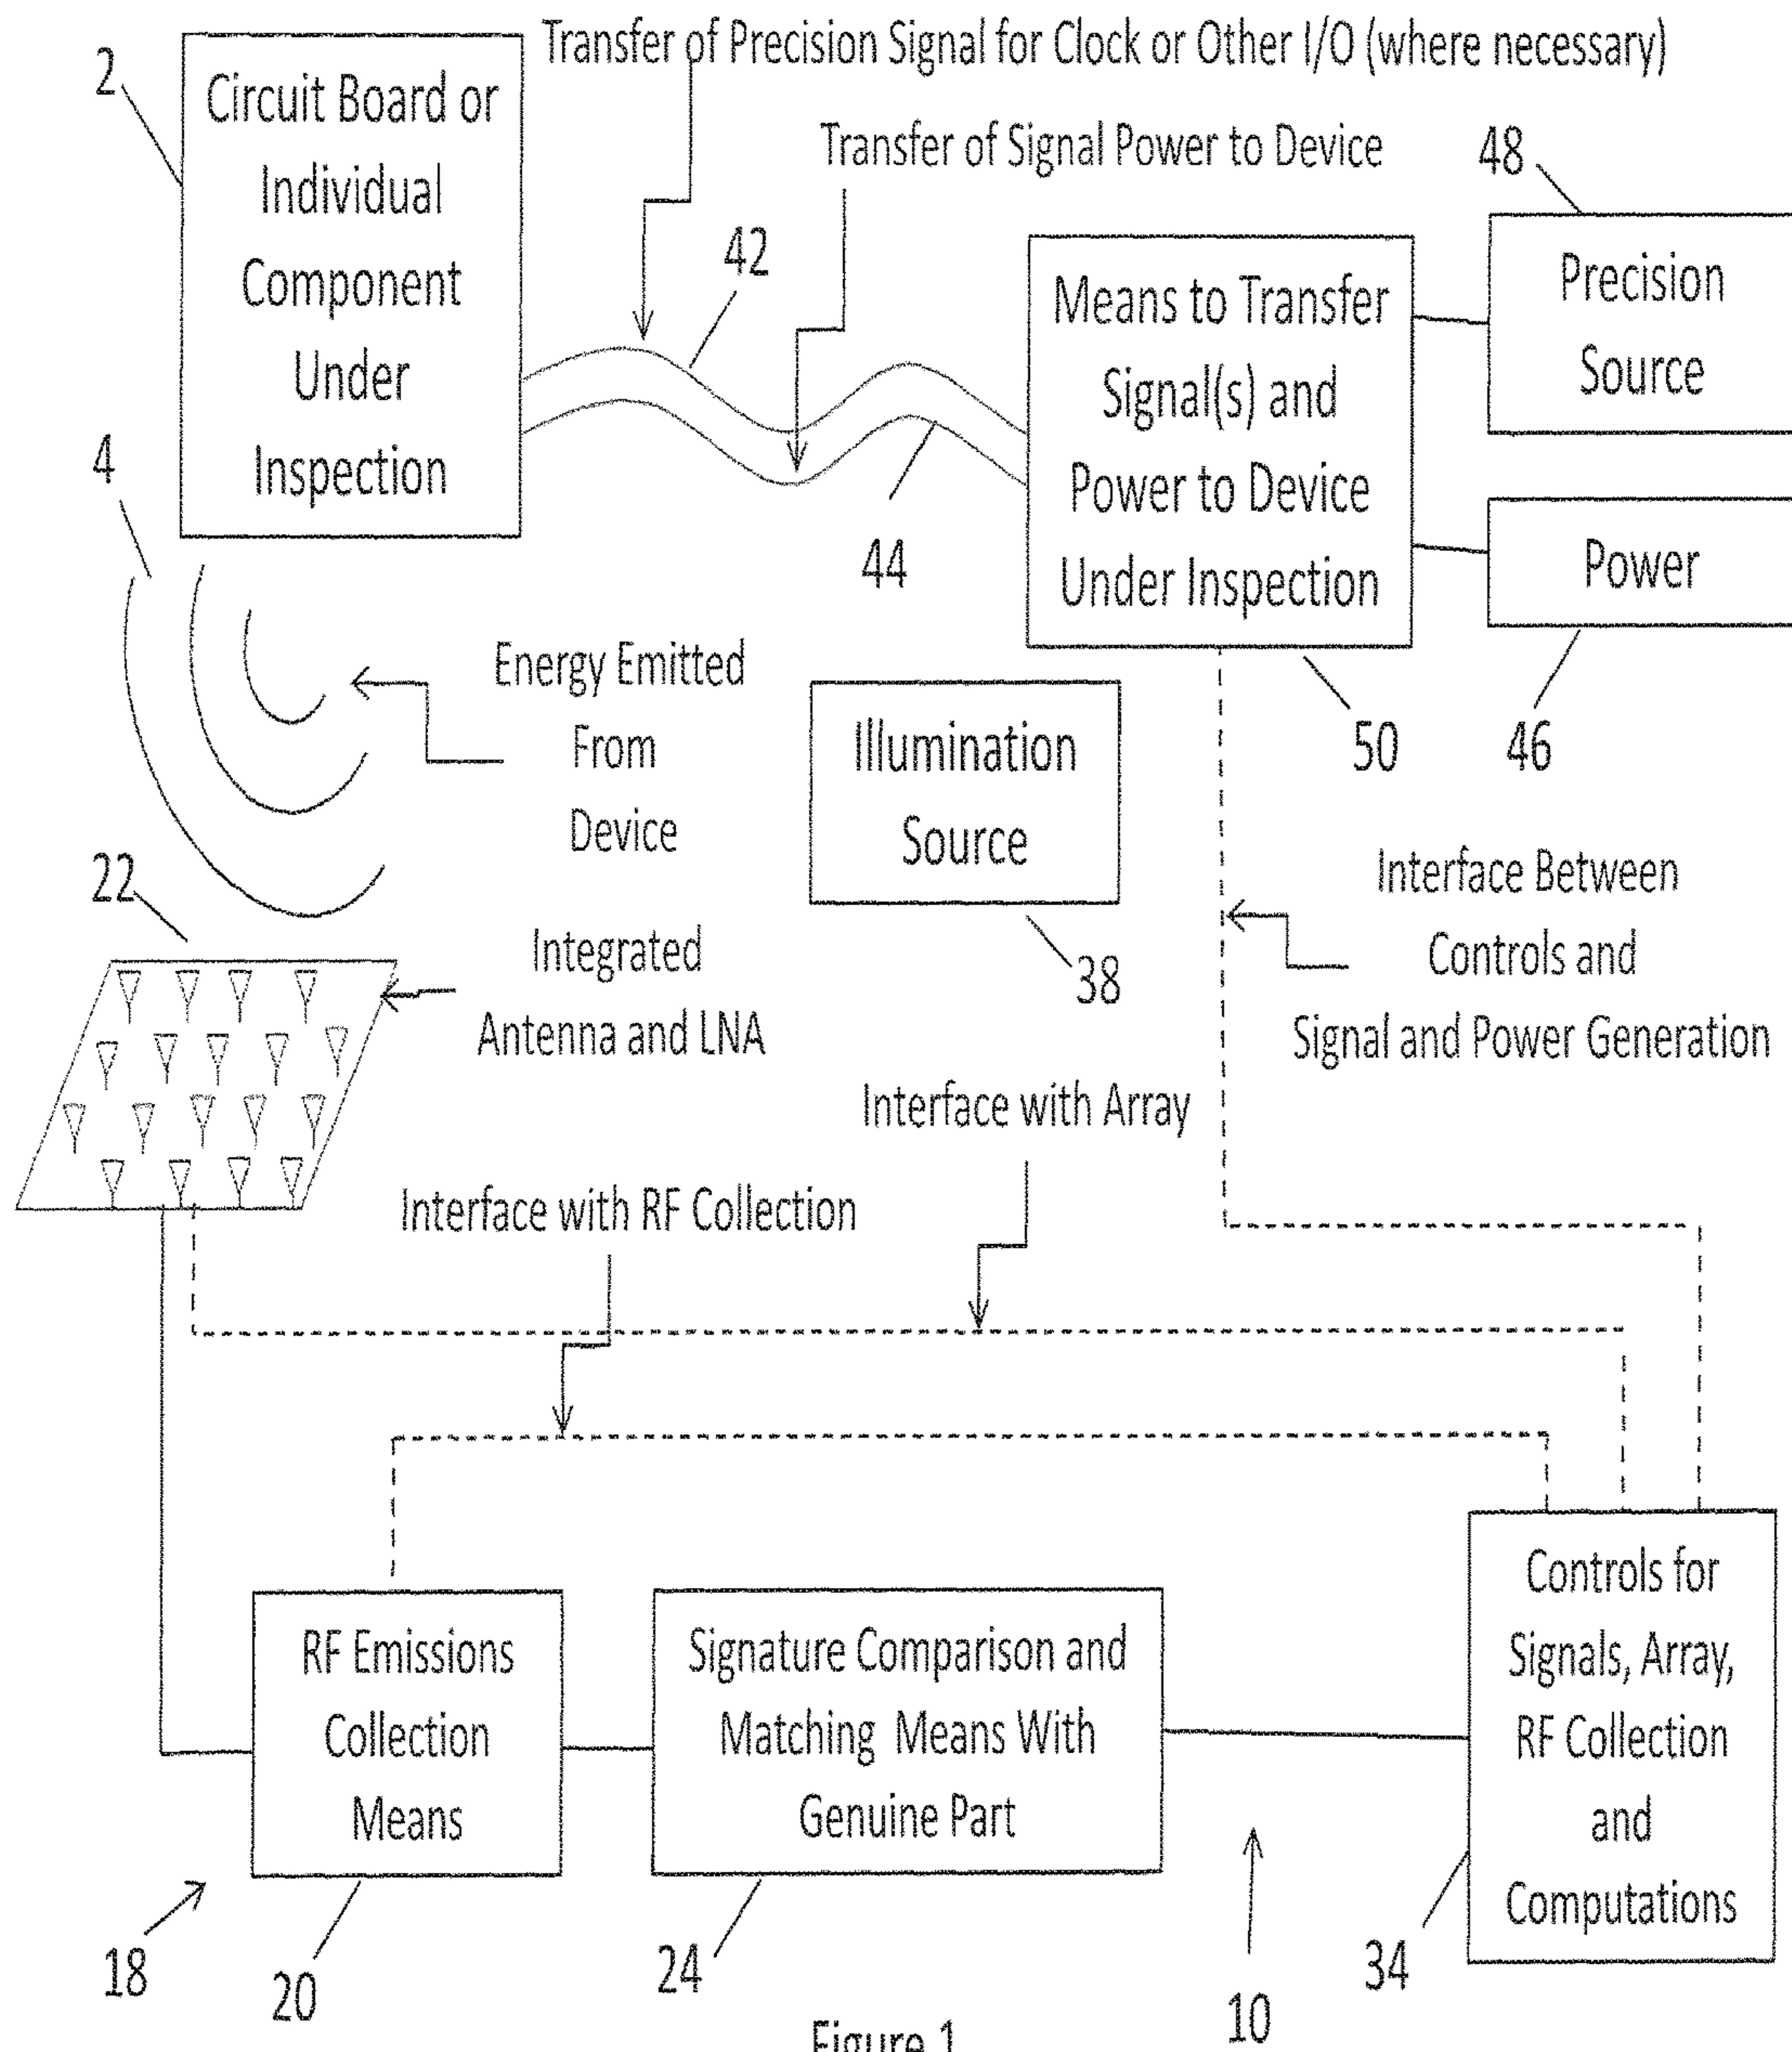 Transfer of Precision Signal for Clock or Other I/O (where necessary)
2
Circuit Board or
Individual
Component
Under
Inspection
Transfer of Signal Power to Device
48
42
Means to Transfer
Signal(s) and
Power to Device
Under Inspection
Precision
Source
4
44
Power
Energy Emitted
From
Device
Illumination
Source
50
46
22
Interface Between
Controls and
Signal and Power Generation
Integrated
Antenna and LNA
38
Interface with Array
Interface with RF Collection
RF Emissions
Collection
Means
Signature Comparison and
Matching Means With
Genuine Part
Controls for
Signals, Array,
RF Collection
and
Computations
18
20
24
10
34
Figure 1